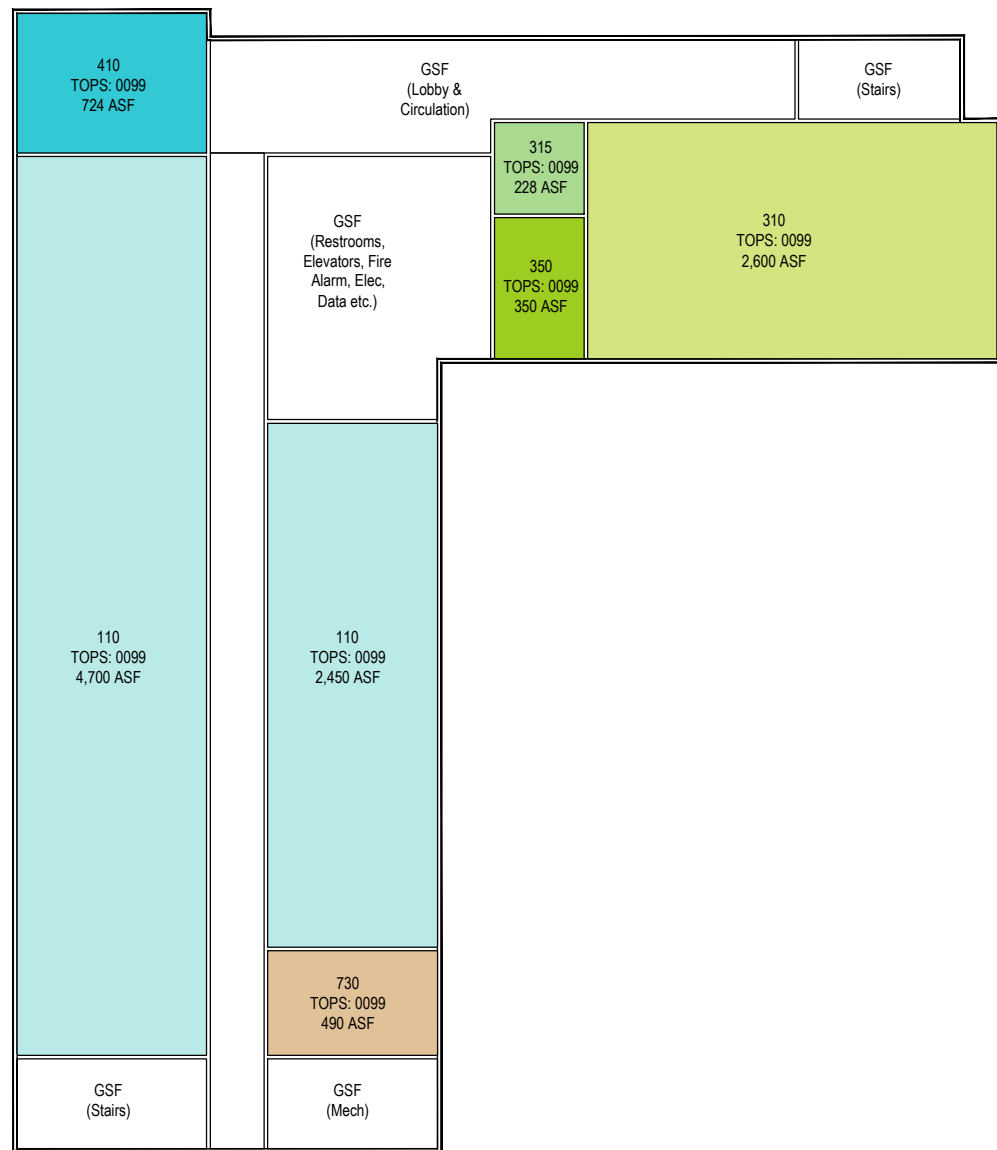 410
TOPS: 0099
724 ASF
GSF
(Lobby &
Circulation)
GSF
(Stairs)
315
TOPS: 0099
228 ASF
310
TOPS: 0099
2,600 ASF
GSF
(Restrooms,
Elevators, Fire
Alarm, Elec,
Data etc.)
350
TOPS: 0099
350 ASF
110
TOPS: 0099
4,700 ASF
110
TOPS: 0099
2,450 ASF
730
TOPS: 0099
490 ASF
GSF
(Stairs)
GSF
(Mech)